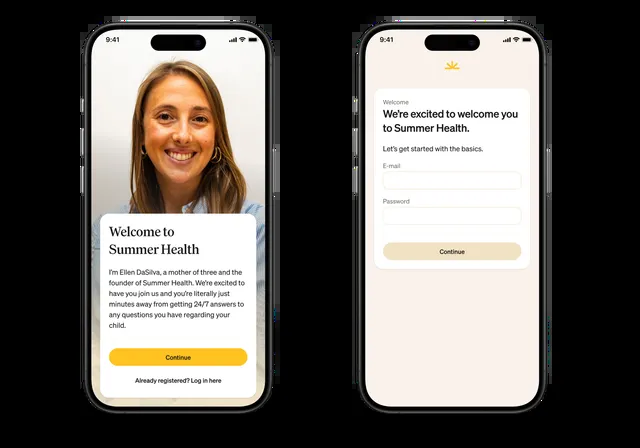 9:41
Welcome to
Summer Health
I'm Ellen DaSilva, a mother of three and the
founder of Summer Health. We're excited to
have you join us and you're literally just
minutes away from getting 24/7 answers to
any questions you have regarding your
child.
Continue
Already registered? Log in here
9:41
Welcome
We're excited to welcome you
to Summer Health.
Let's get started with the basics.
E-mail
Password
Continue